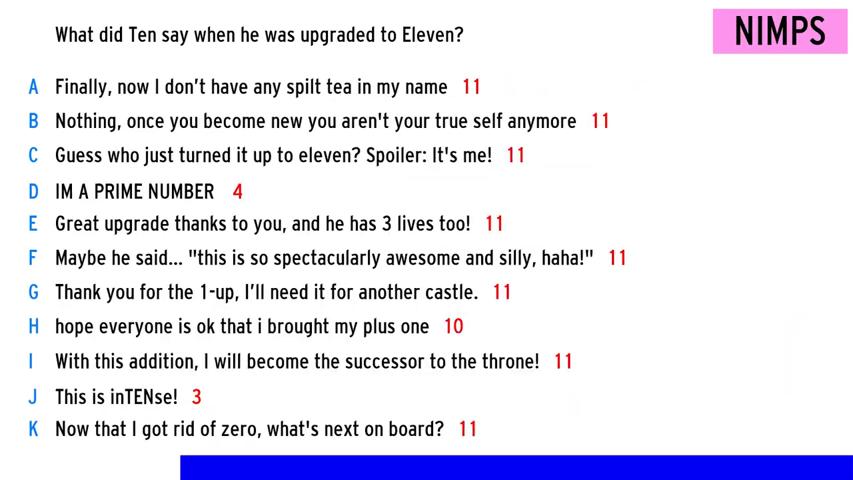 What did Ten say when he was upgraded to Eleven?
NIMPS
A Finally, now I don't have any spilt tea in my name 11
B Nothing, once you become new you aren't your true self anymore 11
C Guess who just turned it up to eleven? Spoiler: It's me! 11
D IM A PRIME NUMBER 4
E Great upgrade thanks to you, and he has 3 lives too! 11
F Maybe he said... "this is so spectacularly awesome and silly, haha!" 11
G Thank you for the 1-up, I'll need it for another castle. 11
H hope everyone is ok that i brought my plus one 10
I With this addition, I will become the successor to the throne! 11
J This is inTENse! 3
K Now that I got rid of zero, what's next on board? 11